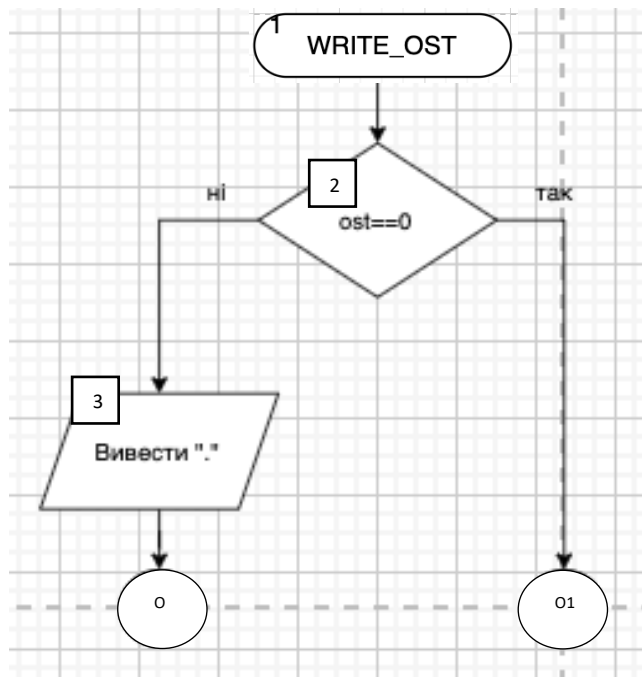 1
WRITE_OST
2
ні
так
ost==0
3
Вивести "."
O
O1